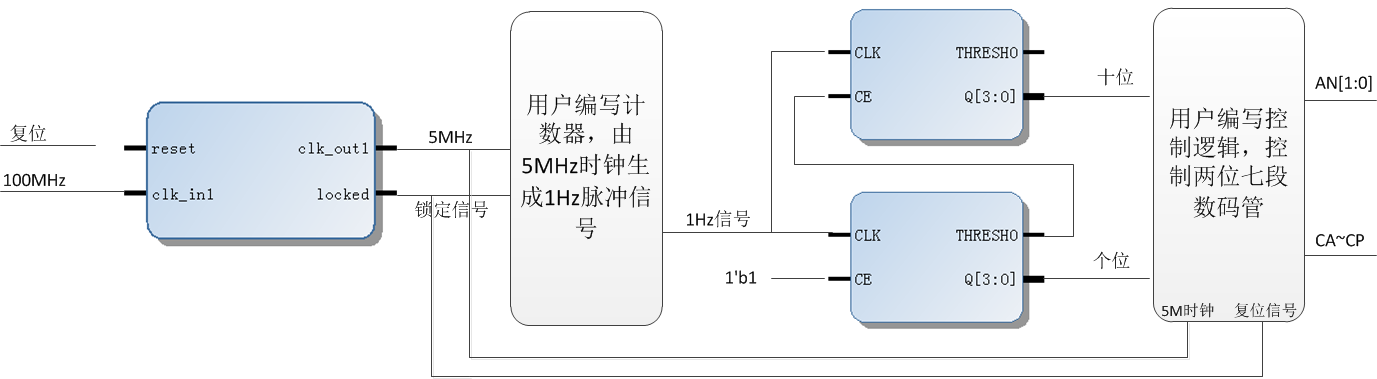 复位
100MHz
reset
clk_in1
clk_out1
locked
5MHz
锁定信号
用户编写计
数器，由
5MHz时钟生
成1Hz脉冲信
号
1Hz信号
1'b1
CLK
CE
THRESHO
Q[3:0]
CLK
CE
THRESHO
Q[3:0]
十位
个位
用户编写控
制逻辑，控
制两位七段
数码管
5M时钟
复位信号
AN[1:0]
CA~CP